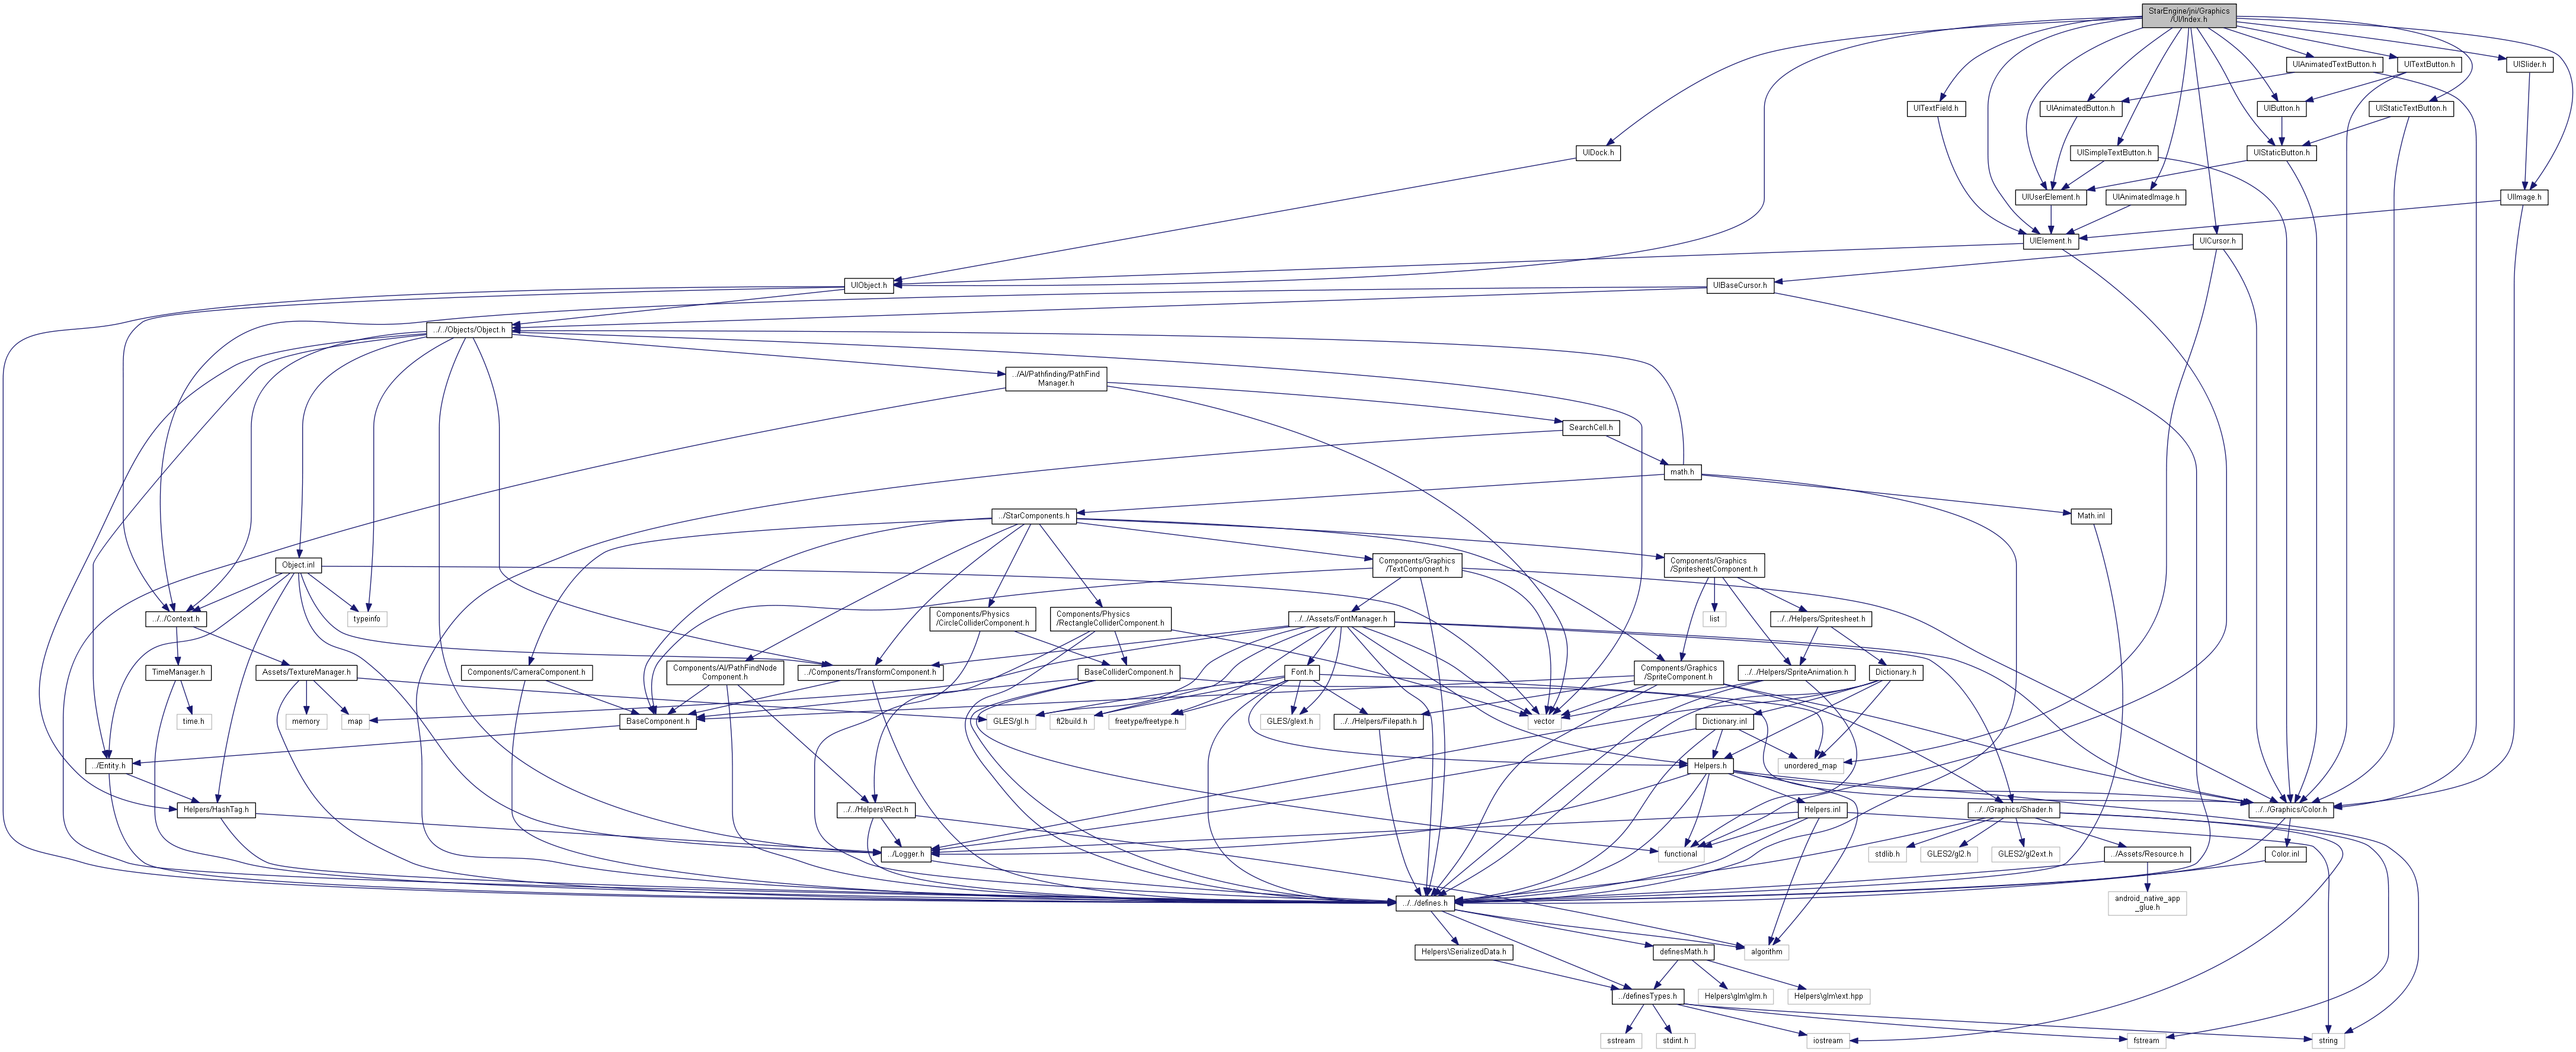 StarEngine/jni/Graphics
/UI/Index.h
UIAnimatedTextButton.h
UITextButton.h
UISlider.h
UITextField.h
UIAnimatedButton.h
UIButton.h
UIStaticTextButton.h
UIDock.h
UISimpleTextButton.h
UIStaticButton.h
UIUserElement.h
UIAnimatedImage.h
UIImage.h
UIElement.h
UICursor.h
UIObject.h
UIBaseCursor.h
../../Objects/Object.h
../AI/Pathfinding/PathFind
Manager.h
SearchCell.h
math.h
../StarComponents.h
Math.inl
Object.inl
Components/Graphics
/TextComponent.h
Components/Graphics
/SpritesheetComponent.h
../../Context.h
typeinfo
Components/Physics
/CircleColliderComponent.h
Components/Physics
/RectangleColliderComponent.h
../../Assets/FontManager.h
list
../../Helpers/Spritesheet.h
TimeManager.h
Assets/TextureManager.h
Components/CameraComponent.h
Components/AI/PathFindNode
Component.h
../Components/TransformComponent.h
BaseColliderComponent.h
Font.h
Components/Graphics
/SpriteComponent.h
../../Helpers/SpriteAnimation.h
Dictionary.h
time.h
memory
map
BaseComponent.h
GLES/gl.h
ft2build.h
freetype/freetype.h
GLES/glext.h
../../Helpers/Filepath.h
vector
Dictionary.inl
../Entity.h
Helpers.h
unordered_map
Helpers/HashTag.h
../../Helpers\Rect.h
Helpers.inl
../../Graphics/Shader.h
../../Graphics/Color.h
../Logger.h
functional
stdlib.h
GLES2/gl2.h
GLES2/gl2ext.h
../Assets/Resource.h
Color.inl
../../defines.h
android_native_app
_glue.h
Helpers\SerializedData.h
definesMath.h
algorithm
../definesTypes.h
Helpers\glm\glm.h
Helpers\glm\ext.hpp
sstream
stdint.h
iostream
fstream
string